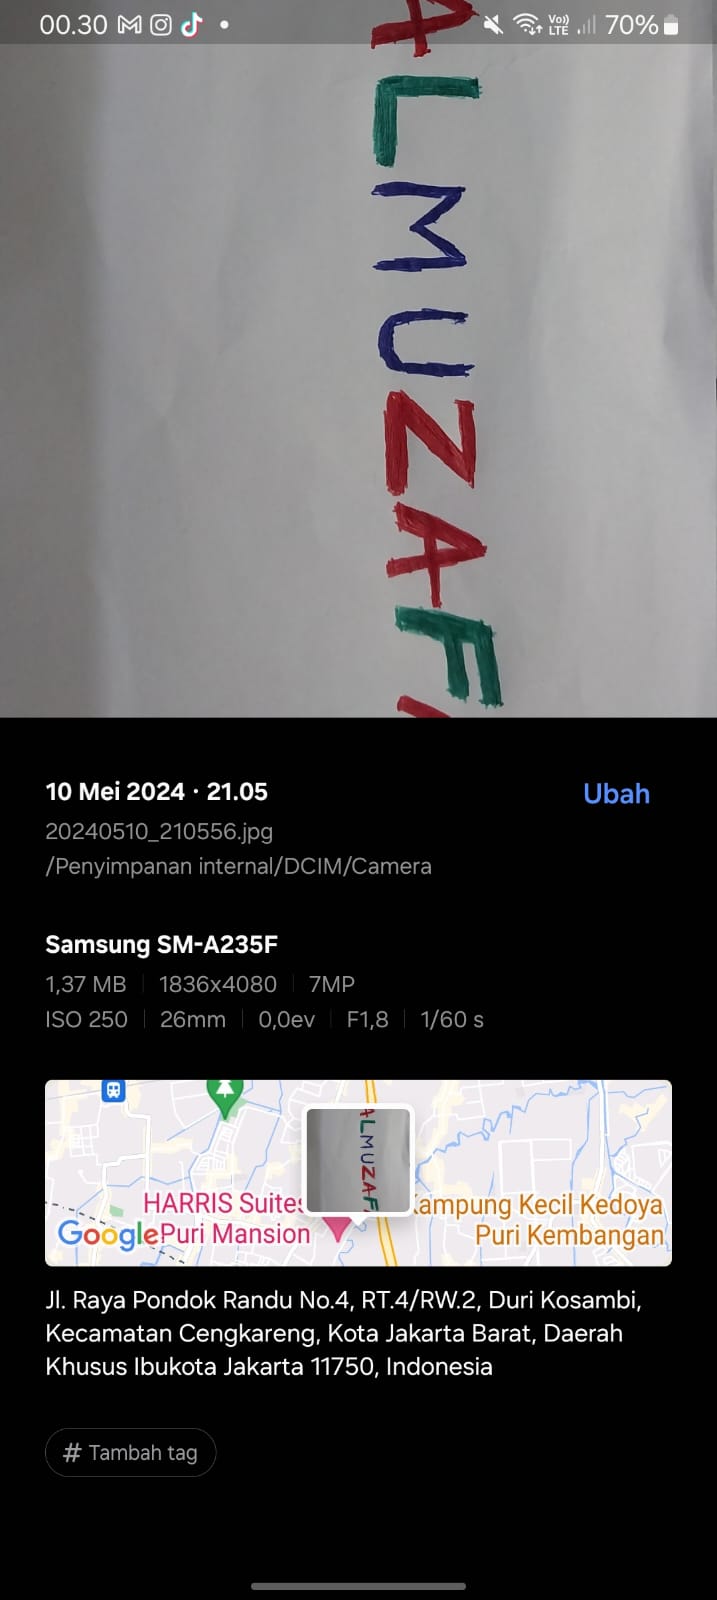 00.30
Vo))
LTE
70%
ALMUZAF
10 Mei 2024 · 21.05
Ubah
20240510_210556.jpg
/Penyimpanan internal/DCIM/Camera
Samsung SM-A235F
1,37 MB | 1836x4080 | 7MP
ISO 250 | 26mm | 0,0ev | F1,8 | 1/60 s
ALMUZAF
HARRIS Suites
Puri Mansion
Google
Kampung Kecil Kedoya
Puri Kembangan
Jl. Raya Pondok Randu No.4, RT.4/RW.2, Duri Kosambi,
Kecamatan Cengkareng, Kota Jakarta Barat, Daerah
Khusus Ibukota Jakarta 11750, Indonesia
# Tambah tag